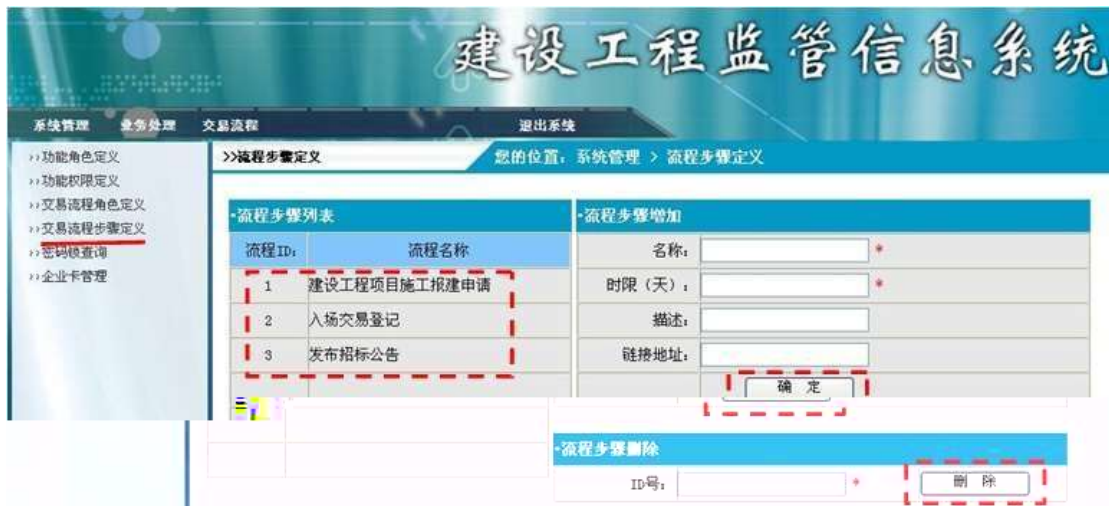 建设工程监管信息系统
系统管理 业务处理 交易流程 退出系统
>>功能角色定义
>>功能权限定义
>>交易流程角色定义
>>交易流程步骤定义
>>密码锁查询
>>企业卡管理
>>流程步骤定义
您的位置：系统管理 > 流程步骤定义
·流程步骤列表
流程ID： 流程名称
1 建设工程项目施工报建申请
2 入场交易登记
3 发布招标公告
·流程步骤增加
名称： *
时限（天）： *
描述：
链接地址：
确 定
·流程步骤删除
ID号： * 删 除